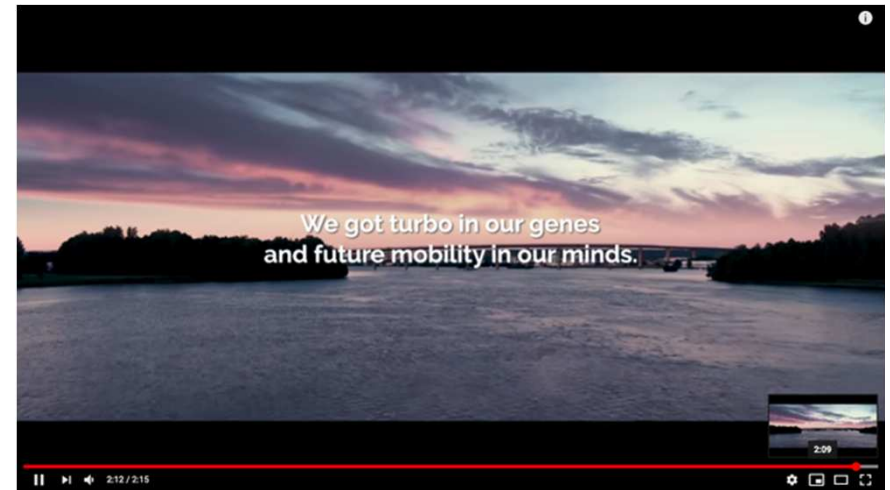 We got turbo in our genes
and future mobility in our minds.
2:09
2:12 / 2:15